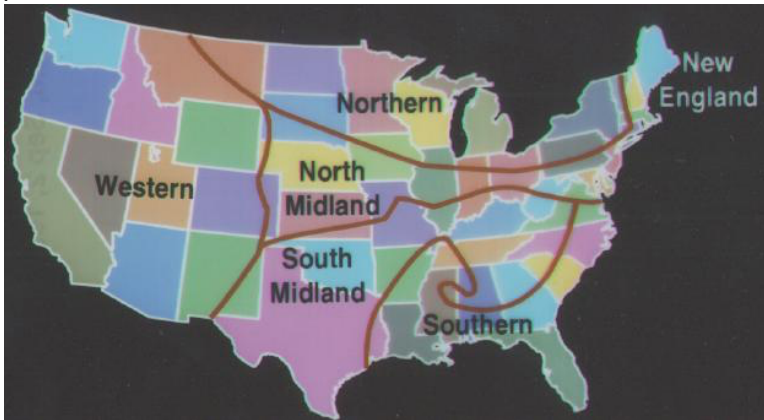 New
England
Northern
North
Midland
Western
South
Midland
Southern